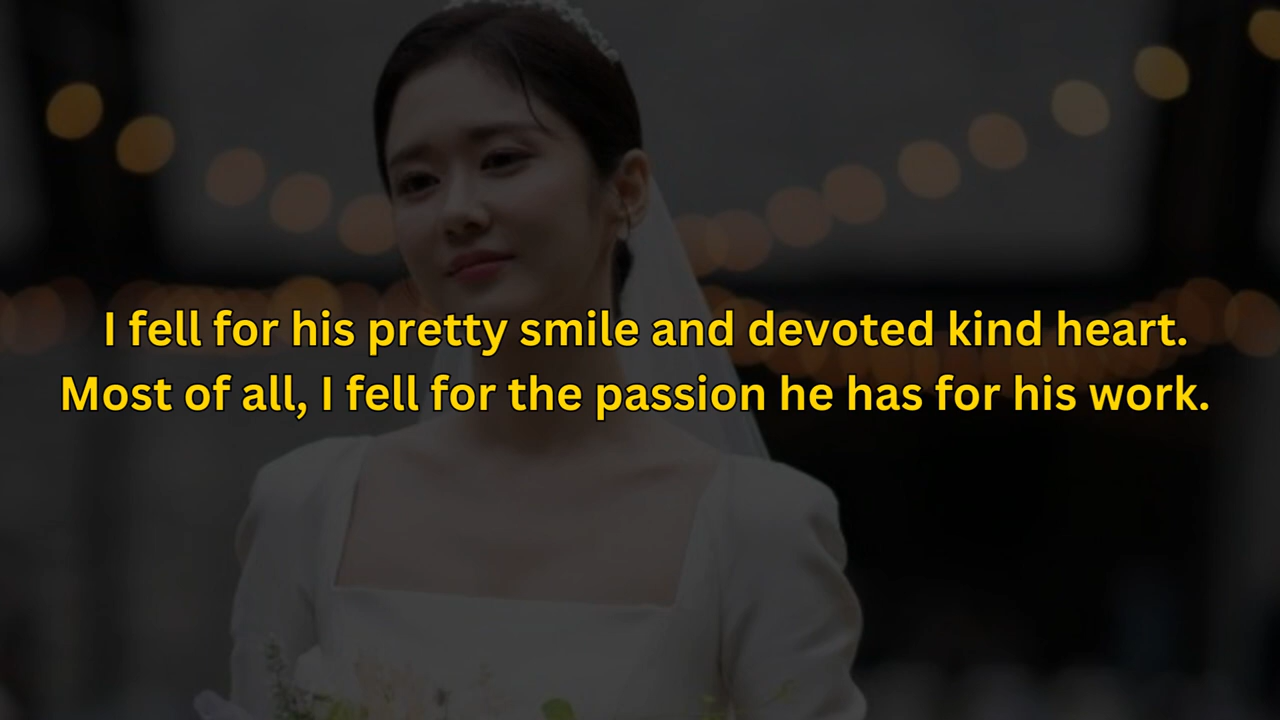 I fell for his pretty smile and devoted kind heart.
Most of all, I fell for the passion he has for his work.